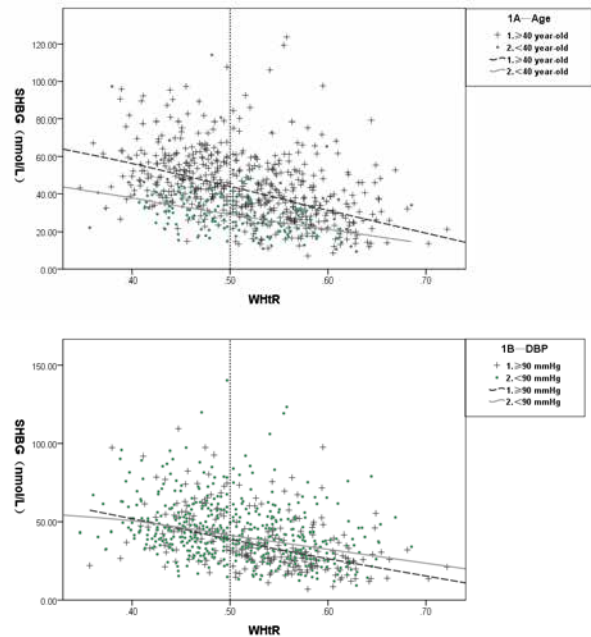 1A—Age
1.≥40 year-old
2.<40 year-old
1.≥40 year-old
2.<40 year-old
120.00
100.00
80.00
60.00
40.00
20.00
0.00
SHBG (nmol/L)
.40
.50
.60
.70
WHtR
1B—DBP
1.≥90 mmHg
2.<90 mmHg
1.≥90 mmHg
2.<90 mmHg
150.00
100.00
50.00
0.00
SHBG (nmol/L)
.40
.50
.60
.70
WHtR